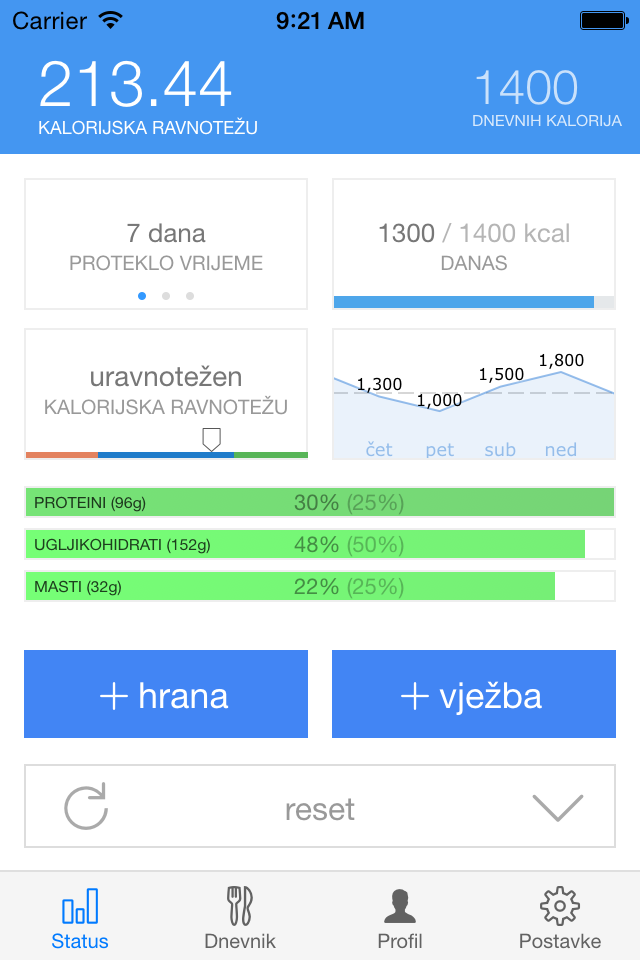 Carrier 9:21 AM
213.44
KALORIJSKA RAVNOTEŽU
1400
DNEVNIH KALORIJA
7 dana
PROTEKLO VRIJEME
1300 / 1400 kcal
DANAS
uravnotežen
KALORIJSKA RAVNOTEŽU
1,300 1,000 1,500 1,800
čet pet sub ned
PROTEINI (96g) 30% (25%)
UGLJIKOHIDRATI (152g) 48% (50%)
MASTI (32g) 22% (25%)
+ hrana
+ vježba
reset
Status Dnevnik Profil Postavke